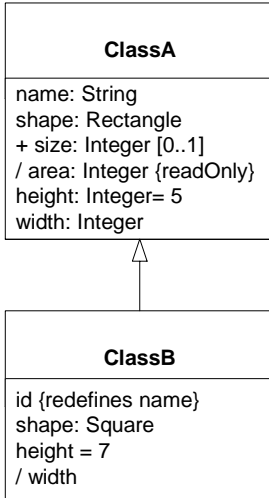 ClassA
name: String
shape: Rectangle
+ size: Integer [0..1]
/ area: Integer {readOnly}
height: Integer= 5
width: Integer
ClassB
id {redefines name}
shape: Square
height = 7
/ width